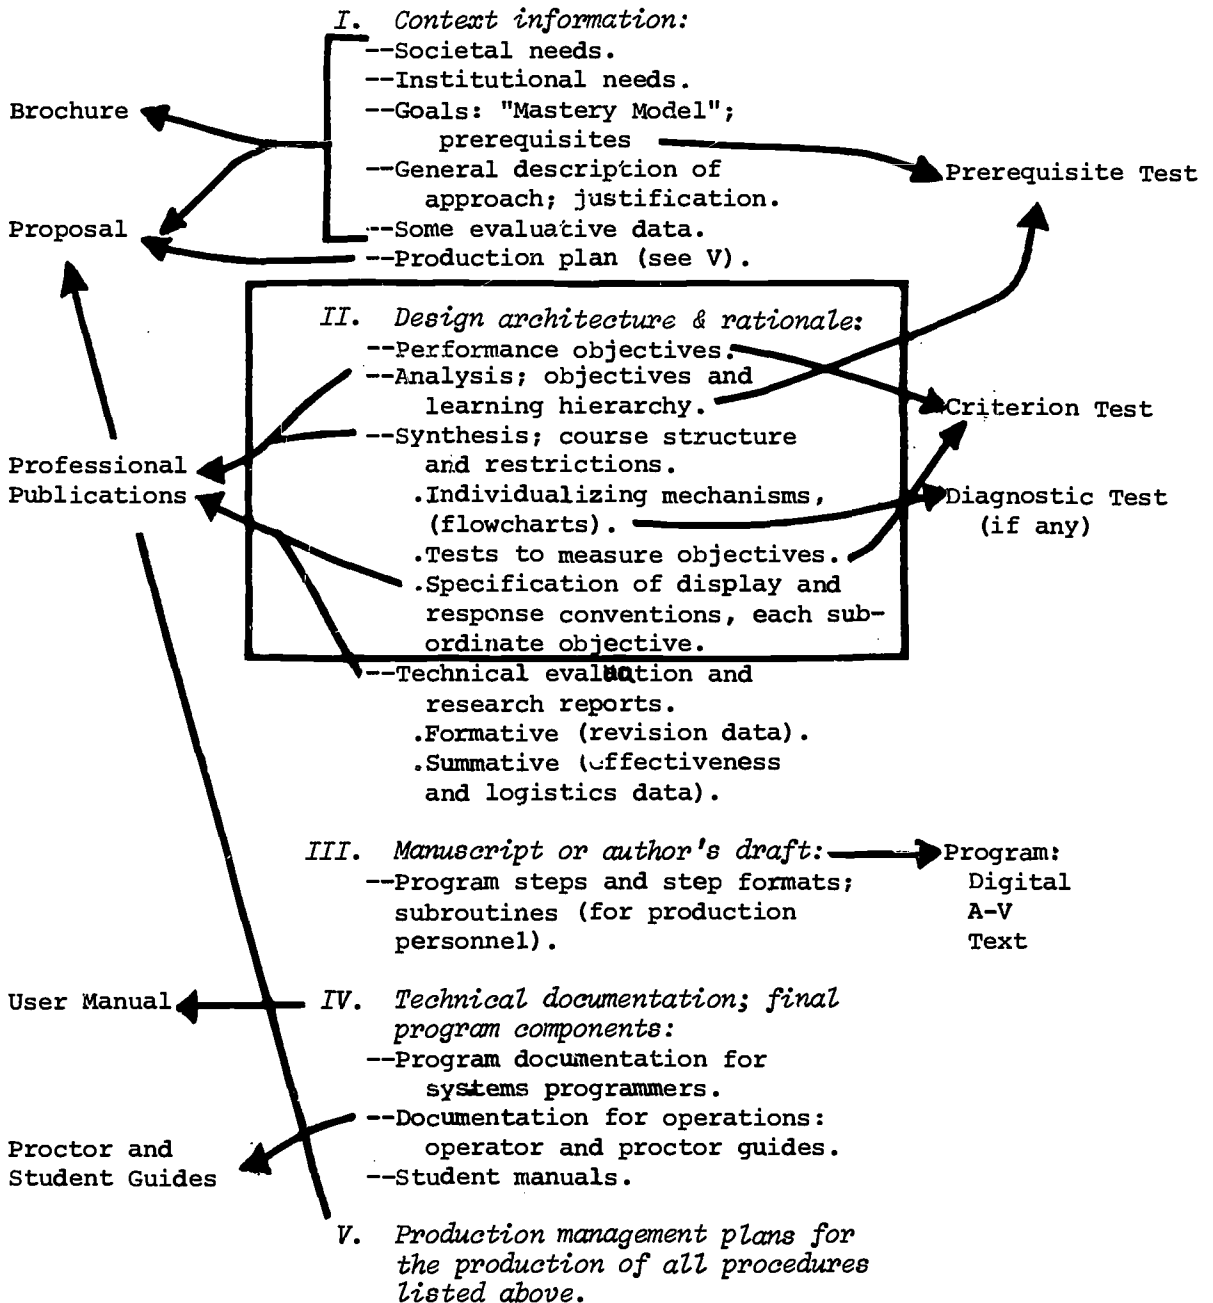 I. Context information:
--Societal needs.
--Institutional needs.
Brochure
--Goals: "Mastery Model";
prerequisites
--General description of
approach; justification.
Prerequisite Test
Proposal
--Some evaluative data.
--Production plan (see V).
II. Design architecture & rationale:
--Performance objectives.
--Analysis; objectives and
learning hierarchy.
Criterion Test
--Synthesis; course structure
and restrictions.
Professional
Publications
.Individualizing mechanisms,
(flowcharts).
Diagnostic Test
(if any)
.Tests to measure objectives.
.Specification of display and
response conventions, each sub-
ordinate objective.
--Technical evaluation and
research reports.
.Formative (revision data).
.Summative (effectiveness
and logistics data).
III. Manuscript or author's draft:
--Program steps and step formats;
subroutines (for production
personnel).
Program:
Digital
A-V
Text
User Manual
IV. Technical documentation; final
program components:
--Program documentation for
systems programmers.
--Documentation for operations:
operator and proctor guides.
--Student manuals.
Proctor and
Student Guides
V. Production management plans for
the production of all procedures
listed above.